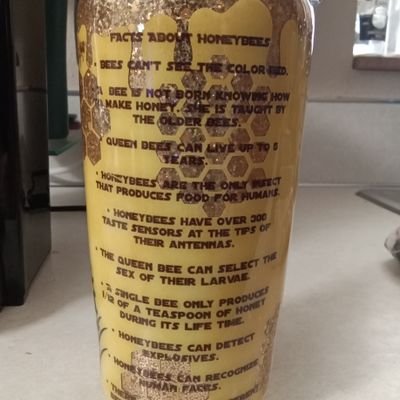 FACTS ABOUT HONEYBEES
• BEES CAN'T SEE THE COLOR RED.
A BEE IS NOT BORN KNOWING HOW
MAKE HONEY. SHE IS TAUGHT BY
THE OLDER BEES.
QUEEN BEES CAN LIVE UP TO 5
YEARS.
• HONEYBEES ARE THE ONLY INSECT
THAT PRODUCES FOOD FOR HUMANS.
• HONEYBEES HAVE OVER 300
TASTE SENSORS AT THE TIPS OF
THEIR ANTENNAS.
• THE QUEEN BEE CAN SELECT THE
SEX OF THEIR LARVAE.
• A SINGLE BEE ONLY PRODUCES
1/12 OF A TEASPOON OF HONEY
DURING ITS LIFE TIME.
• HONEYBEES CAN DETECT
EXPLOSIVES.
• HONEYBEES CAN RECOGNIZE
HUMAN FACES.